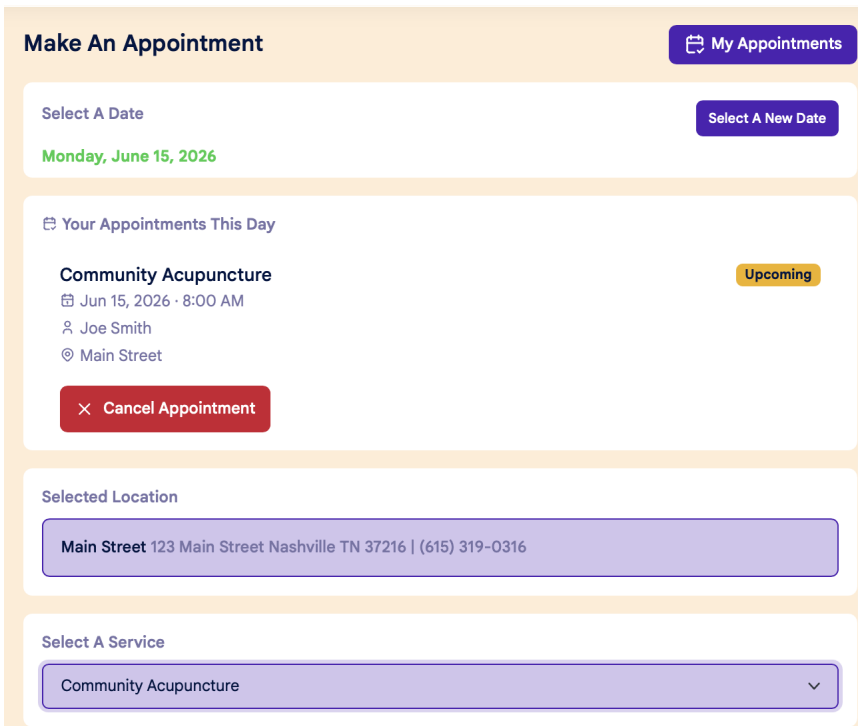 Make An Appointment
My Appointments
Select A Date
Select A New Date
Monday, June 15, 2026
Your Appointments This Day
Community Acupuncture
Upcoming
Jun 15, 2026 · 8:00 AM
Joe Smith
Main Street
Cancel Appointment
Selected Location
Main Street 123 Main Street Nashville TN 37216 | (615) 319-0316
Select A Service
Community Acupuncture